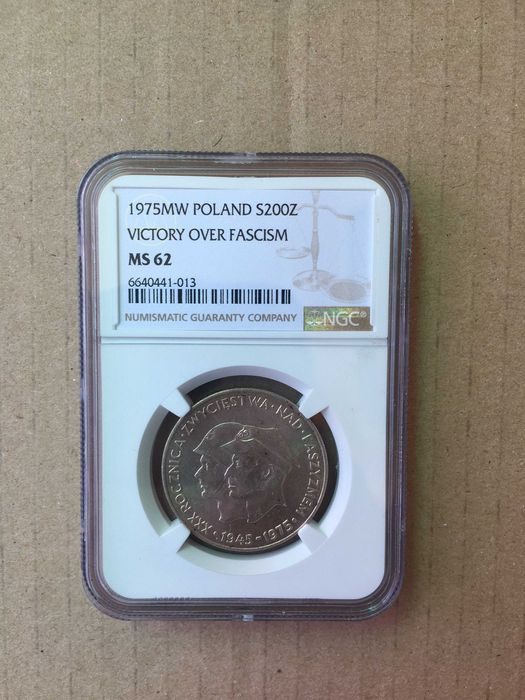 1975MW POLAND S200Z
VICTORY OVER FASCISM
MS 62
6640441-013
NUMISMATIC GUARANTY COMPANY
NGC®
XXX ROCZNICA · ZWYCIĘSTWA · NAD · FASZYZMEM · 1945-1975 ·